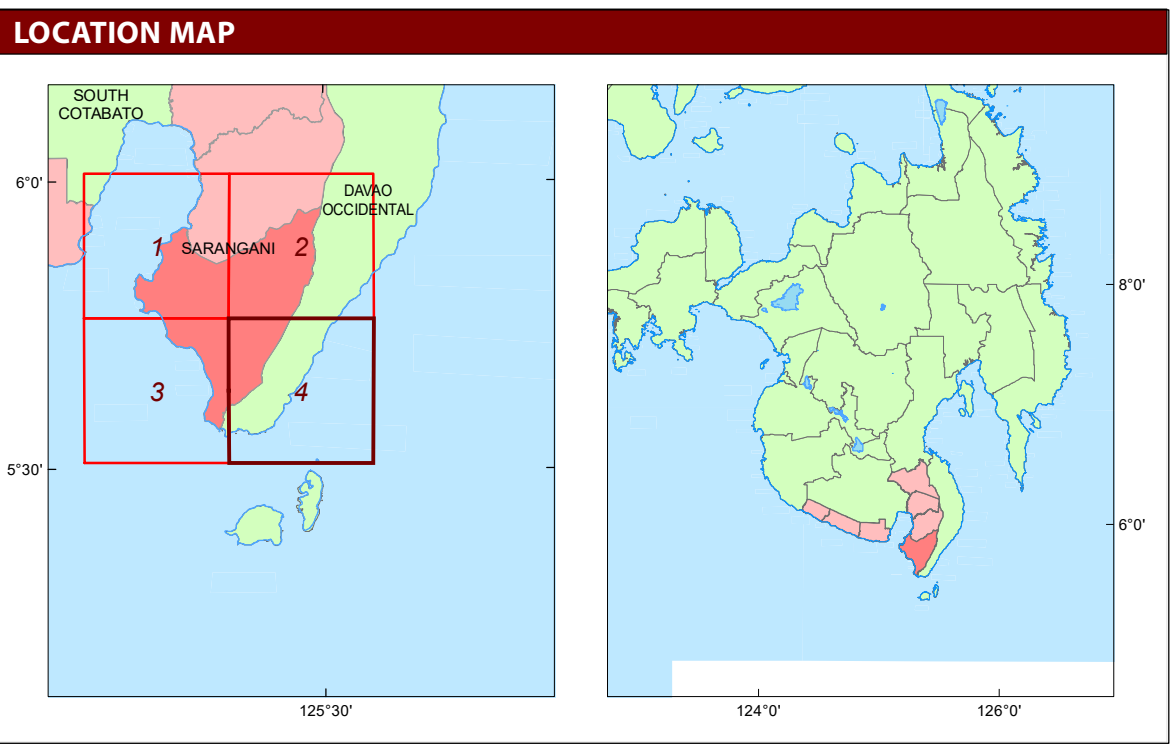 LOCATION MAP
SOUTH
COTABATO
6°0'
DAVAO
OCCIDENTAL
1
SARANGANI
2
3
4
5°30'
125°30'
8°0'
6°0'
124°0'
126°0'